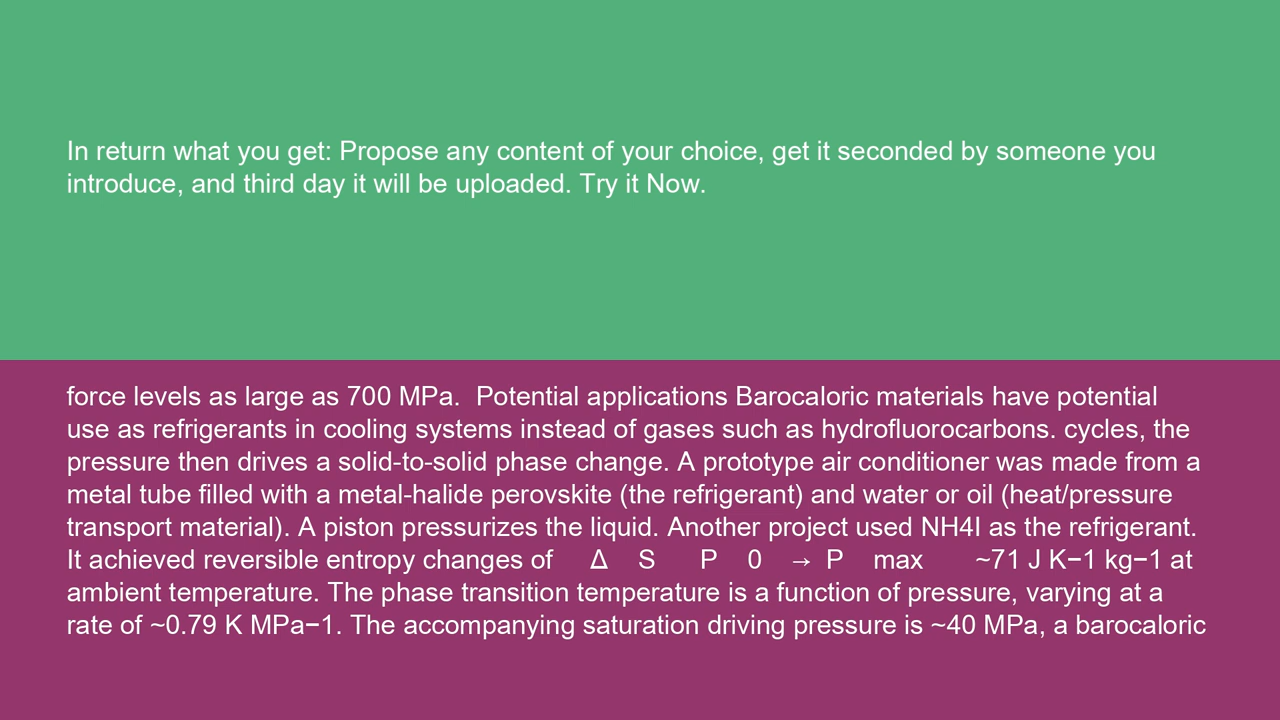 In return what you get: Propose any content of your choice, get it seconded by someone you
introduce, and third day it will be uploaded. Try it Now.
force levels as large as 700 MPa.  Potential applications Barocaloric materials have potential
use as refrigerants in cooling systems instead of gases such as hydrofluorocarbons. cycles, the
pressure then drives a solid-to-solid phase change. A prototype air conditioner was made from a
metal tube filled with a metal-halide perovskite (the refrigerant) and water or oil (heat/pressure
transport material). A piston pressurizes the liquid. Another project used NH4I as the refrigerant.
It achieved reversible entropy changes of     Δ    S      P    0    →  P    max       ~71 J K−1 kg−1 at
ambient temperature. The phase transition temperature is a function of pressure, varying at a
rate of ~0.79 K MPa−1. The accompanying saturation driving pressure is ~40 MPa, a barocaloric